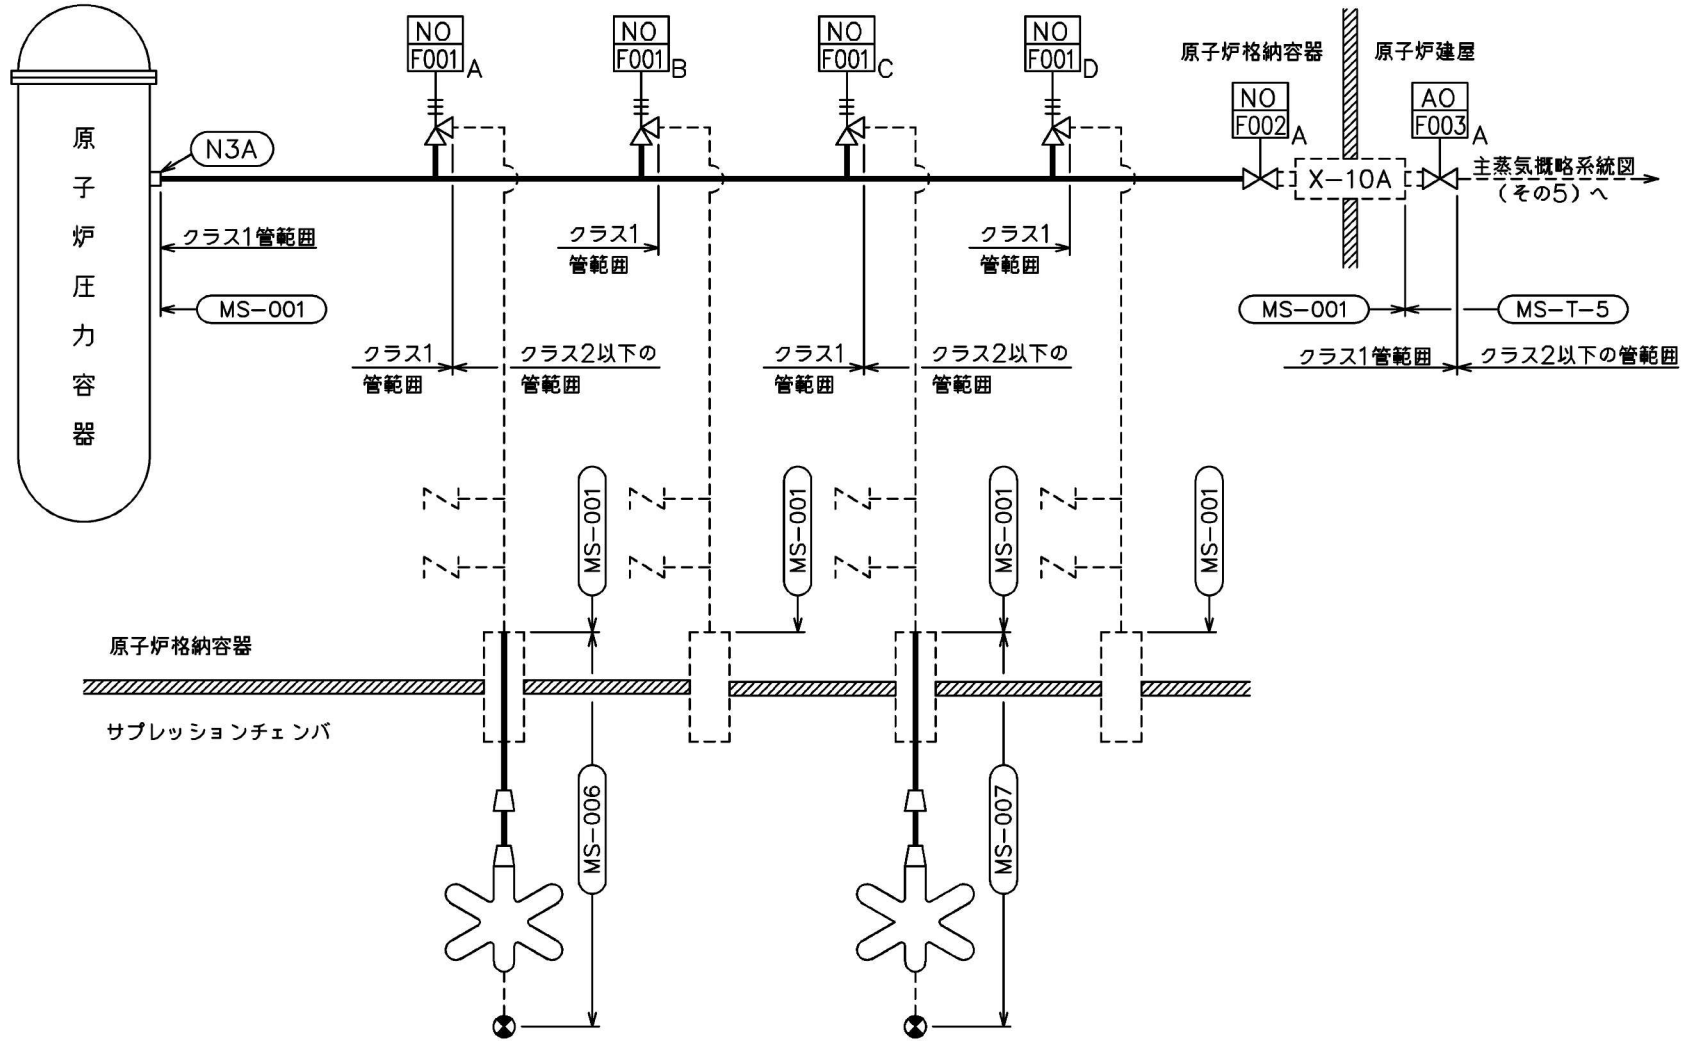 NO
F001 A
NO
F001 B
NO
F001 C
NO
F001 D
原子炉格納容器
原子炉建屋
NO
F002 A
AO
F003 A
原子炉圧力容器
N3A
X-10A
主蒸気概略系統図
(その5)へ
クラス1管範囲
クラス1
管範囲
クラス1
管範囲
MS-001
MS-001
MS-T-5
クラス1
管範囲
クラス2以下の
管範囲
クラス1
管範囲
クラス2以下の
管範囲
クラス1管範囲
クラス2以下の管範囲
MS-001
MS-001
MS-001
MS-001
原子炉格納容器
サプレッションチェンバ
MS-006
MS-007